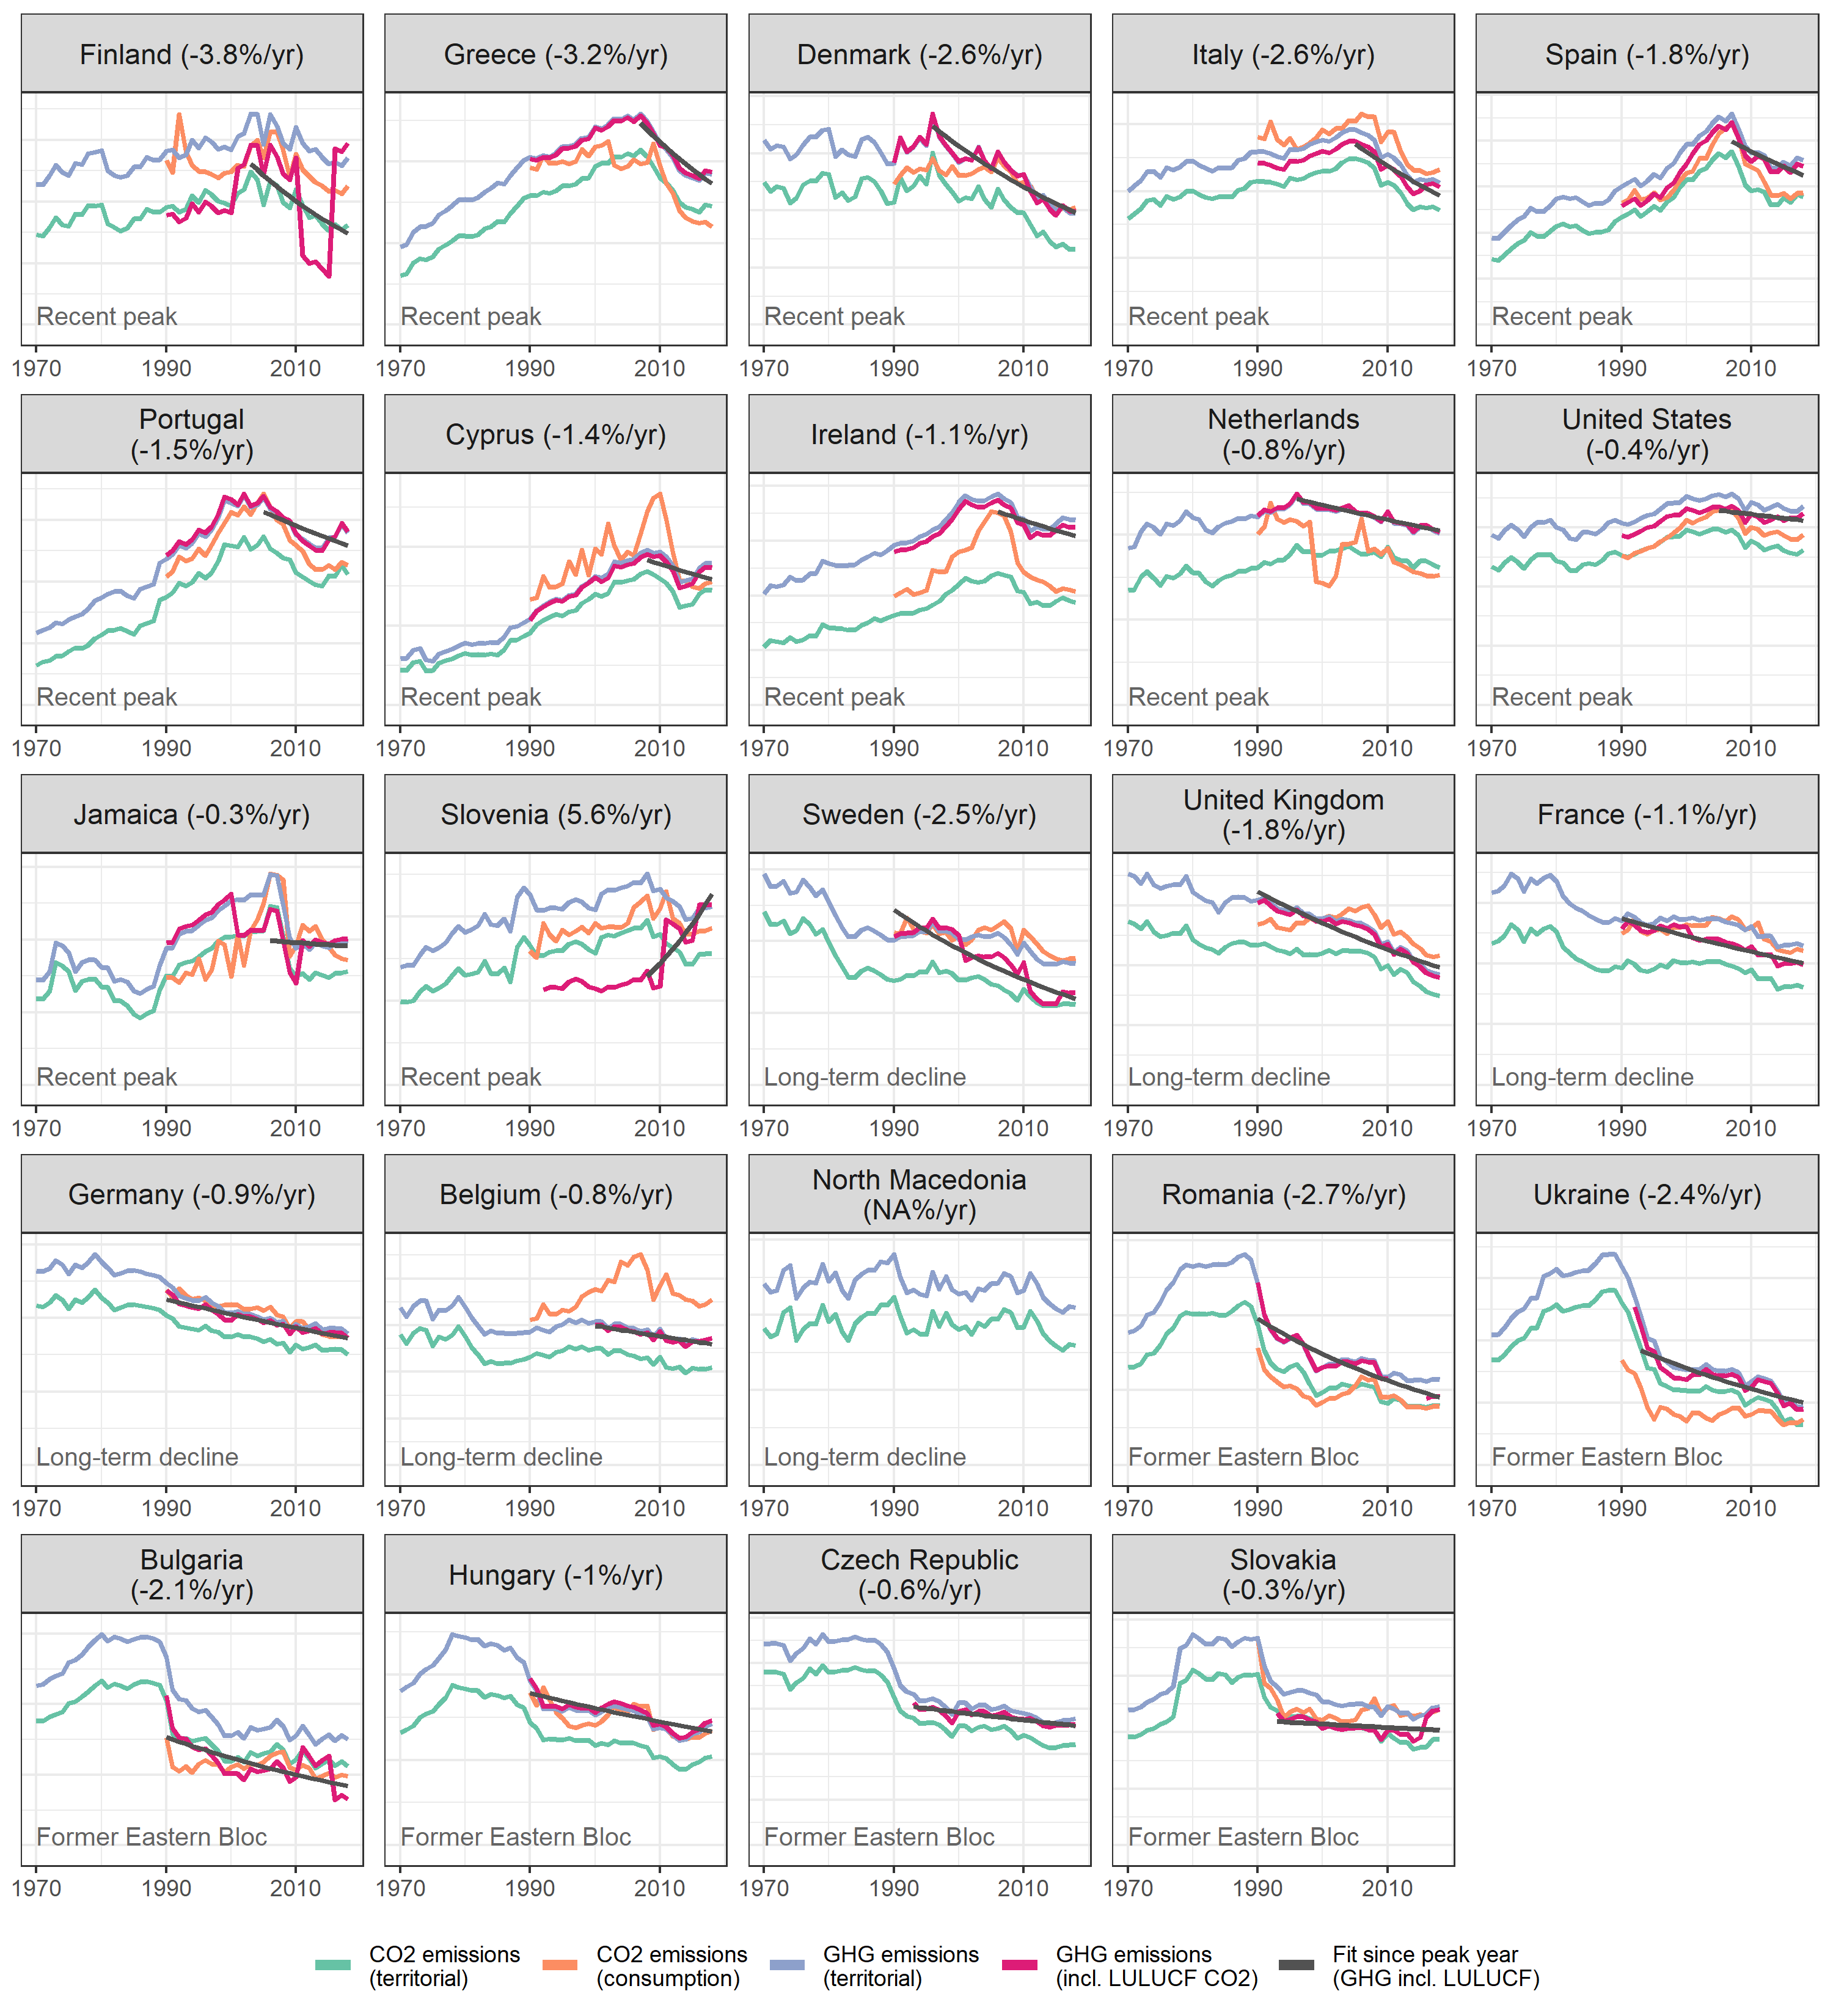 Finland (-3.8%/yr)
Greece (-3.2%/yr)
Denmark (-2.6%/yr)
Italy (-2.6%/yr)
Spain (-1.8%/yr)
Recent peak
Recent peak
Recent peak
Recent peak
Recent peak
1970 1990 2010
1970 1990 2010
1970 1990 2010
1970 1990 2010
1970 1990 2010
Portugal
(-1.5%/yr)
Cyprus (-1.4%/yr)
Ireland (-1.1%/yr)
Netherlands
(-0.8%/yr)
United States
(-0.4%/yr)
Recent peak
Recent peak
Recent peak
Recent peak
Recent peak
1970 1990 2010
1970 1990 2010
1970 1990 2010
1970 1990 2010
1970 1990 2010
Jamaica (-0.3%/yr)
Slovenia (5.6%/yr)
Sweden (-2.5%/yr)
United Kingdom
(-1.8%/yr)
France (-1.1%/yr)
Recent peak
Recent peak
Long-term decline
Long-term decline
Long-term decline
1970 1990 2010
1970 1990 2010
1970 1990 2010
1970 1990 2010
1970 1990 2010
Germany (-0.9%/yr)
Belgium (-0.8%/yr)
North Macedonia
(NA%/yr)
Romania (-2.7%/yr)
Ukraine (-2.4%/yr)
Long-term decline
Long-term decline
Long-term decline
Former Eastern Bloc
Former Eastern Bloc
1970 1990 2010
1970 1990 2010
1970 1990 2010
1970 1990 2010
1970 1990 2010
Bulgaria
(-2.1%/yr)
Hungary (-1%/yr)
Czech Republic
(-0.6%/yr)
Slovakia
(-0.3%/yr)
Former Eastern Bloc
Former Eastern Bloc
Former Eastern Bloc
Former Eastern Bloc
1970 1990 2010
1970 1990 2010
1970 1990 2010
1970 1990 2010
CO2 emissions
(territorial)
CO2 emissions
(consumption)
GHG emissions
(territorial)
GHG emissions
(incl. LULUCF CO2)
Fit since peak year
(GHG incl. LULUCF)